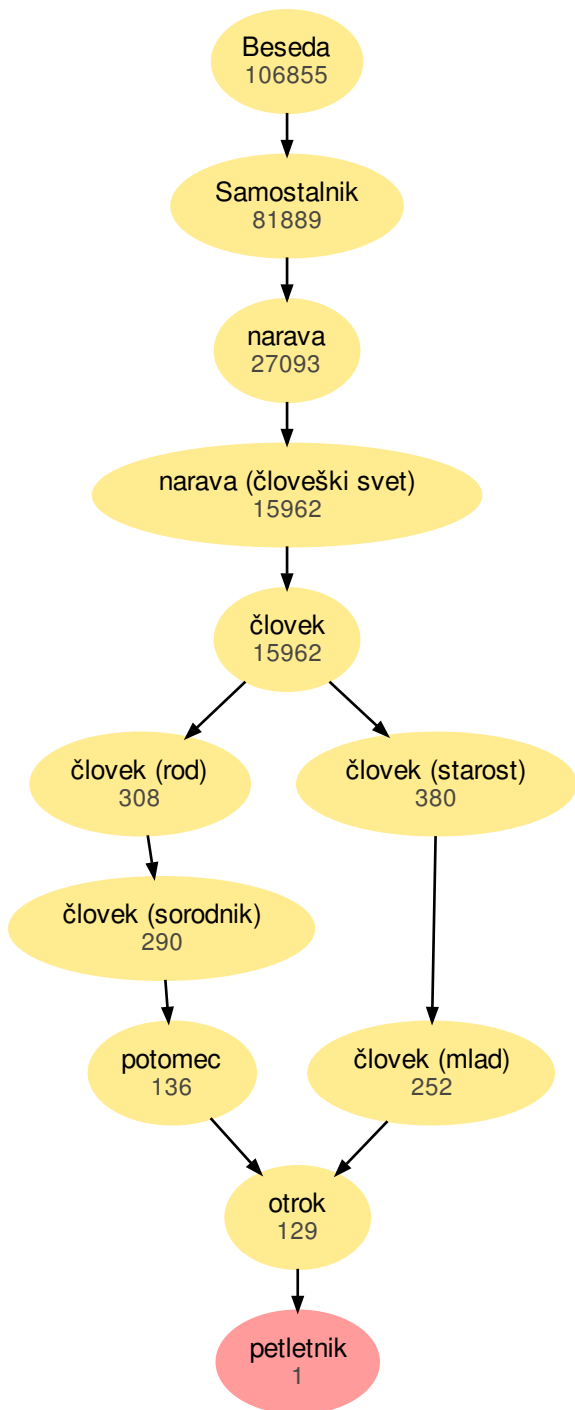 Beseda
106855
Samostalnik
81889
narava
27093
narava (človeški svet)
15962
človek
15962
človek (rod)
308
človek (starost)
380
človek (sorodnik)
290
potomec
136
človek (mlad)
252
otrok
129
petletnik
1